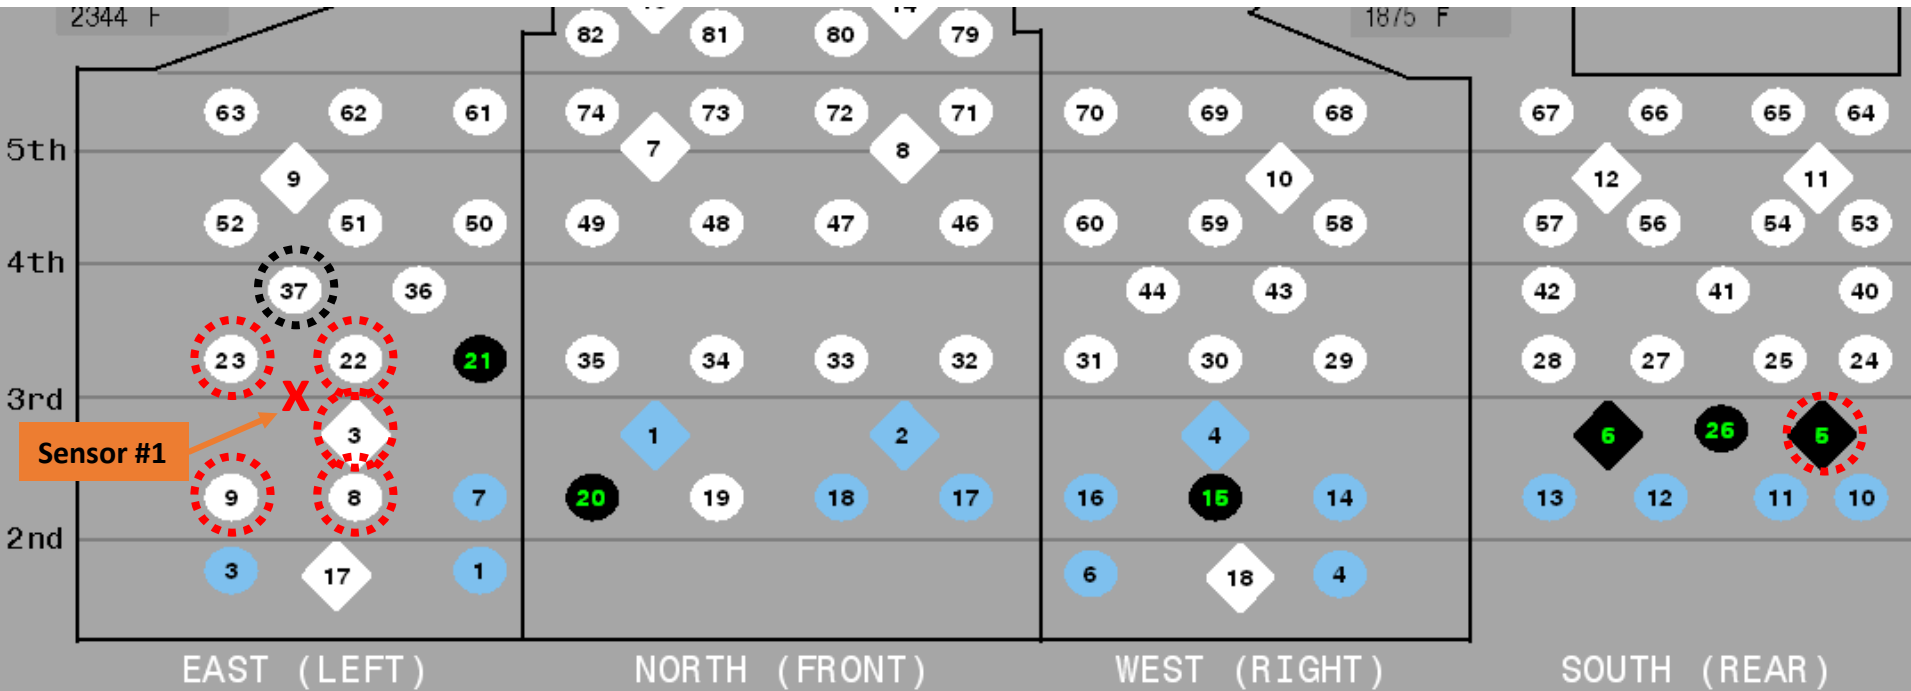 2344 F
1875 F
82 81 80 79
63 62 61 74 73 72 71 70 69 68 67 66 65 64
5th
9 7 8 10 12 11
52 51 50 49 48 47 46 60 59 58 57 56 54 53
4th
37 36 44 43 42 41 40
23 22 21 35 34 33 32 31 30 29 28 27 25 24
3rd
X
3 1 2 4 6 26 5
Sensor #1
9 8 7 20 19 18 17 16 15 14 13 12 11 10
2nd
3 17 1 6 18 4
EAST (LEFT) NORTH (FRONT) WEST (RIGHT) SOUTH (REAR)